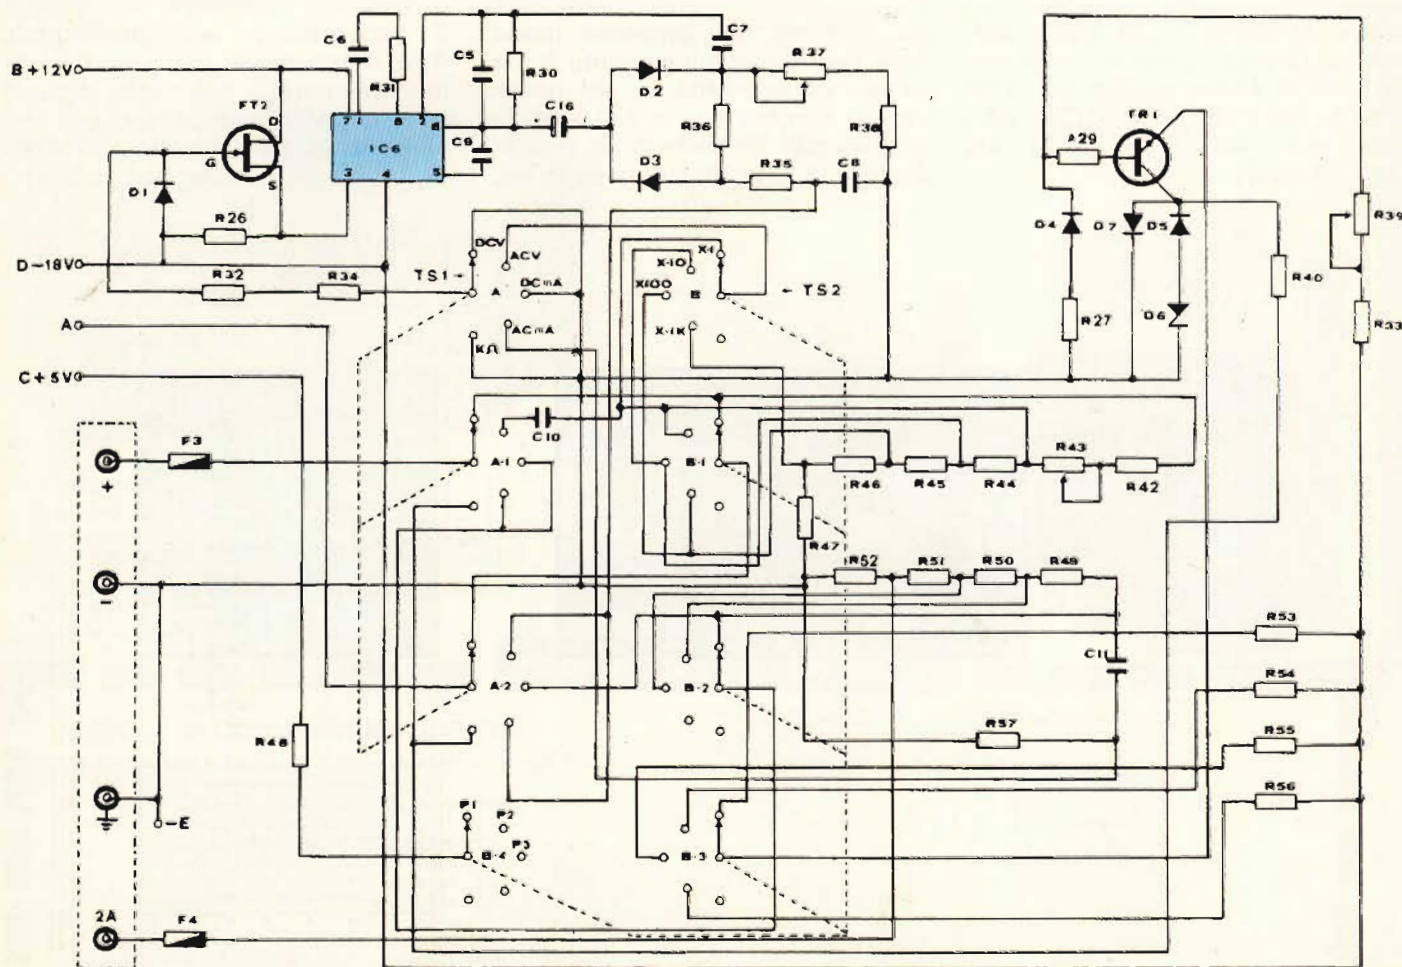 C6
R31
C5
R30
C7
R37
B+12V
FT2
D
G
S
7
1
8
2
6
IC6
3
4
5
C9
C16
D2
R36
D3
R35
C8
R38
TR1
A29
D1
R26
D-18V
R32
R34
TS1
DCV
ACV
A
DCmA
ACmA
KΩ
X-1
X-10
X100
B
X-1K
TS2
D4
D7
D5
D6
R27
R40
R39
R33
A
C+5V
F3
+
A-1
C10
B-1
R46
R45
R44
R43
R42
R47
-
R52
R51
R50
R49
A-2
B-2
C11
R53
R54
R48
R57
R55
R56
-E
P1
P2
P3
B-4
B-3
2A
F4